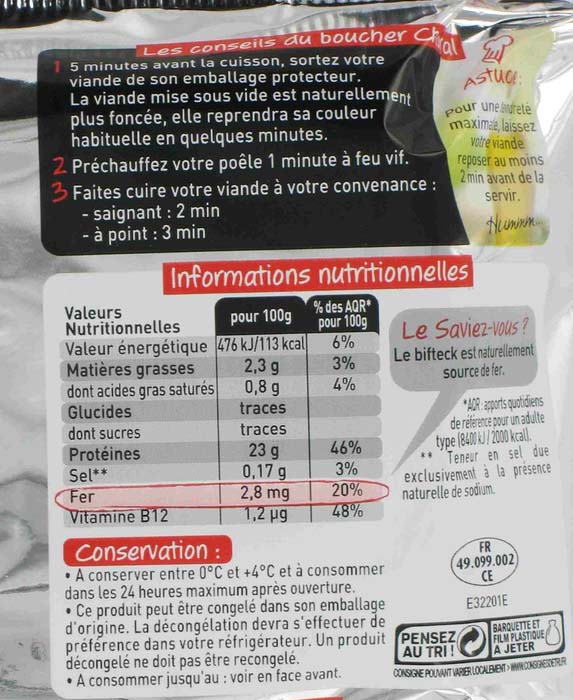 Les conseils du boucher Charal
1 5 minutes avant la cuisson, sortez votre
viande de son emballage protecteur.
La viande mise sous vide est naturellement
plus foncée, elle reprendra sa couleur
habituelle en quelques minutes.
2 Préchauffez votre poêle 1 minute à feu vif.
3 Faites cuire votre viande à votre convenance :
- saignant : 2 min
- à point : 3 min
ASTUCE :
pour une tendreté
maximale, laissez
votre viande
reposer au moins
2 min avant de la
servir.
Hummm...
Informations nutritionnelles
Valeurs Nutritionnelles pour 100g % des AQR* pour 100g
Valeur énergétique 476 kJ/113 kcal 6%
Matières grasses 2,3 g 3%
dont acides gras saturés 0,8 g 4%
Glucides traces
dont sucres traces
Protéines 23 g 46%
Sel** 0,17 g 3%
Fer 2,8 mg 20%
Vitamine B12 1,2 µg 48%
Le Saviez-vous ?
Le bifteck est naturellement
source de fer.
*AQR : apports quotidiens
de référence pour un adulte
type (8400 kJ / 2000 kcal).
** Teneur en sel due
exclusivement à la présence
naturelle de sodium.
Conservation :
• A conserver entre 0°C et +4°C et à consommer
dans les 24 heures maximum après ouverture.
• Ce produit peut être congelé dans son emballage
d'origine. La décongélation devra s'effectuer de
préférence dans votre réfrigérateur. Un produit
décongelé ne doit pas être recongelé.
• A consommer jusqu'au : voir en face avant.
FR
49.099.002
CE
E32201E
PENSEZ
AU TRI !
BARQUETTE ET
FILM PLASTIQUE
A JETER
CONSIGNE POUVANT VARIER LOCALEMENT > WWW.CONSIGNESDETRI.FR